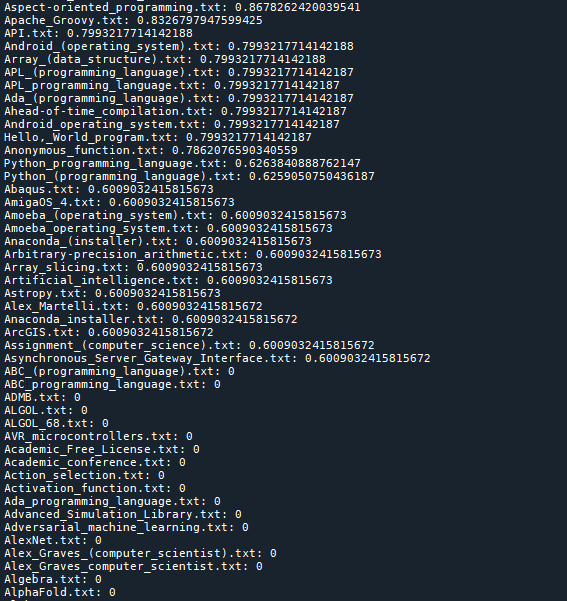 Aspect-oriented_programming.txt: 0.8678262420039541
Apache_Groovy.txt: 0.8326797947599425
API.txt: 0.7993217714142188
Android_(operating_system).txt: 0.7993217714142188
Array_(data_structure).txt: 0.7993217714142188
APL_(programming_language).txt: 0.7993217714142187
APL_programming_language.txt: 0.7993217714142187
Ada_(programming_language).txt: 0.7993217714142187
Ahead-of-time_compilation.txt: 0.7993217714142187
Android_operating_system.txt: 0.7993217714142187
Hello,_World_program.txt: 0.7993217714142187
Anonymous_function.txt: 0.7862076590340559
Python_programming_language.txt: 0.6263840888762147
Python_(programming_language).txt: 0.6259050750436187
Abaqus.txt: 0.6009032415815673
AmigaOS_4.txt: 0.6009032415815673
Amoeba_(operating_system).txt: 0.6009032415815673
Amoeba_operating_system.txt: 0.6009032415815673
Anaconda_(installer).txt: 0.6009032415815673
Arbitrary-precision_arithmetic.txt: 0.6009032415815673
Array_slicing.txt: 0.6009032415815673
Artificial_intelligence.txt: 0.6009032415815673
Astropy.txt: 0.6009032415815673
Alex_Martelli.txt: 0.6009032415815672
Anaconda_installer.txt: 0.6009032415815672
ArcGIS.txt: 0.6009032415815672
Assignment_(computer_science).txt: 0.6009032415815672
Asynchronous_Server_Gateway_Interface.txt: 0.6009032415815672
ABC_(programming_language).txt: 0
ABC_programming_language.txt: 0
ADMB.txt: 0
ALGOL.txt: 0
ALGOL_68.txt: 0
AVR_microcontrollers.txt: 0
Academic_Free_License.txt: 0
Academic_conference.txt: 0
Action_selection.txt: 0
Activation_function.txt: 0
Ada_programming_language.txt: 0
Advanced_Simulation_Library.txt: 0
Adversarial_machine_learning.txt: 0
AlexNet.txt: 0
Alex_Graves_(computer_scientist).txt: 0
Alex_Graves_computer_scientist.txt: 0
Algebra.txt: 0
AlphaFold.txt: 0